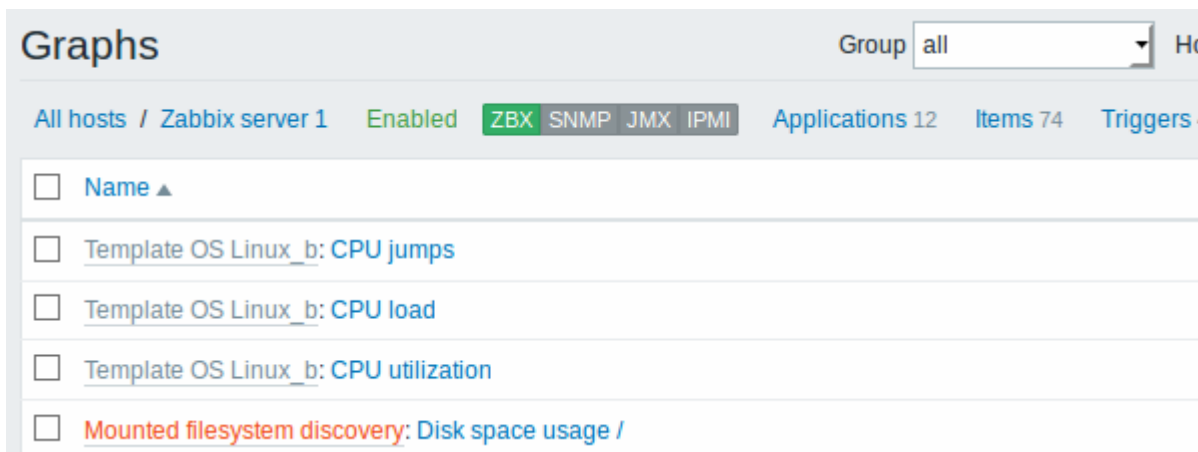 Graphs Group all
All hosts / Zabbix server 1 Enabled ZBX SNMP JMX IPMI Applications 12 Items 74 Triggers
Name
Template OS Linux_b: CPU jumps
Template OS Linux_b: CPU load
Template OS Linux_b: CPU utilization
Mounted filesystem discovery: Disk space usage /